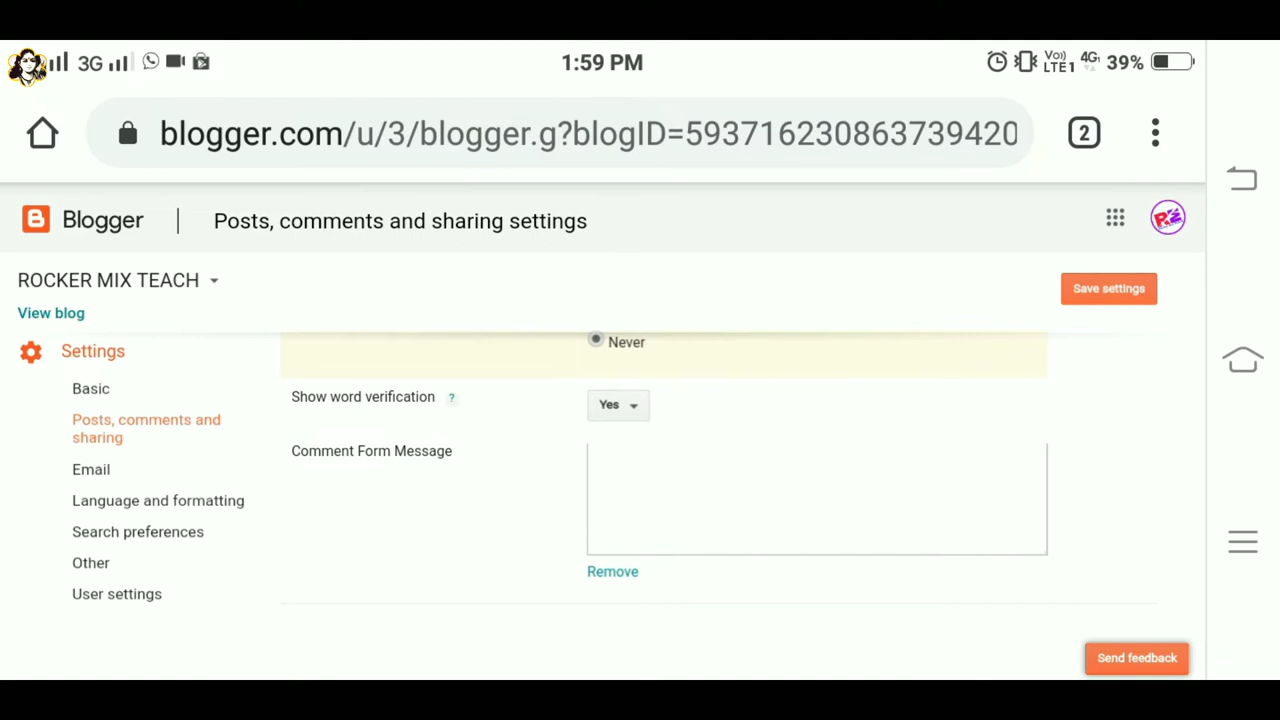 3G
1:59 PM
Vo)) LTE1 4G 39%
blogger.com/u/3/blogger.g?blogID=593716230863739420
2
Blogger
Posts, comments and sharing settings
ROCKER MIX TEACH
Save settings
View blog
Settings
Never
Basic
Show word verification ?
Yes
Posts, comments and
sharing
Comment Form Message
Email
Language and formatting
Search preferences
Other
Remove
User settings
Send feedback